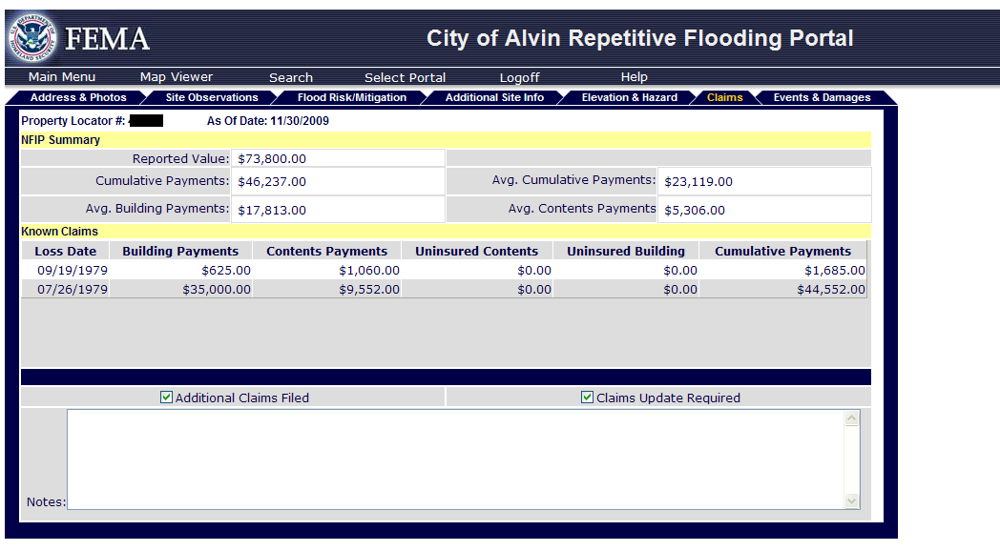 FEMA
City of Alvin Repetitive Flooding Portal
Main Menu Map Viewer Search Select Portal Logoff Help
Address & Photos Site Observations Flood Risk/Mitigation Additional Site Info Elevation & Hazard Claims Events & Damages
Property Locator #: As Of Date: 11/30/2009
NFIP Summary
Reported Value: $73,800.00
Cumulative Payments: $46,237.00 Avg. Cumulative Payments: $23,119.00
Avg. Building Payments: $17,813.00 Avg. Contents Payments $5,306.00
Known Claims
Loss Date Building Payments Contents Payments Uninsured Contents Uninsured Building Cumulative Payments
09/19/1979 $625.00 $1,060.00 $0.00 $0.00 $1,685.00
07/26/1979 $35,000.00 $9,552.00 $0.00 $0.00 $44,552.00
Additional Claims Filed Claims Update Required
Notes: